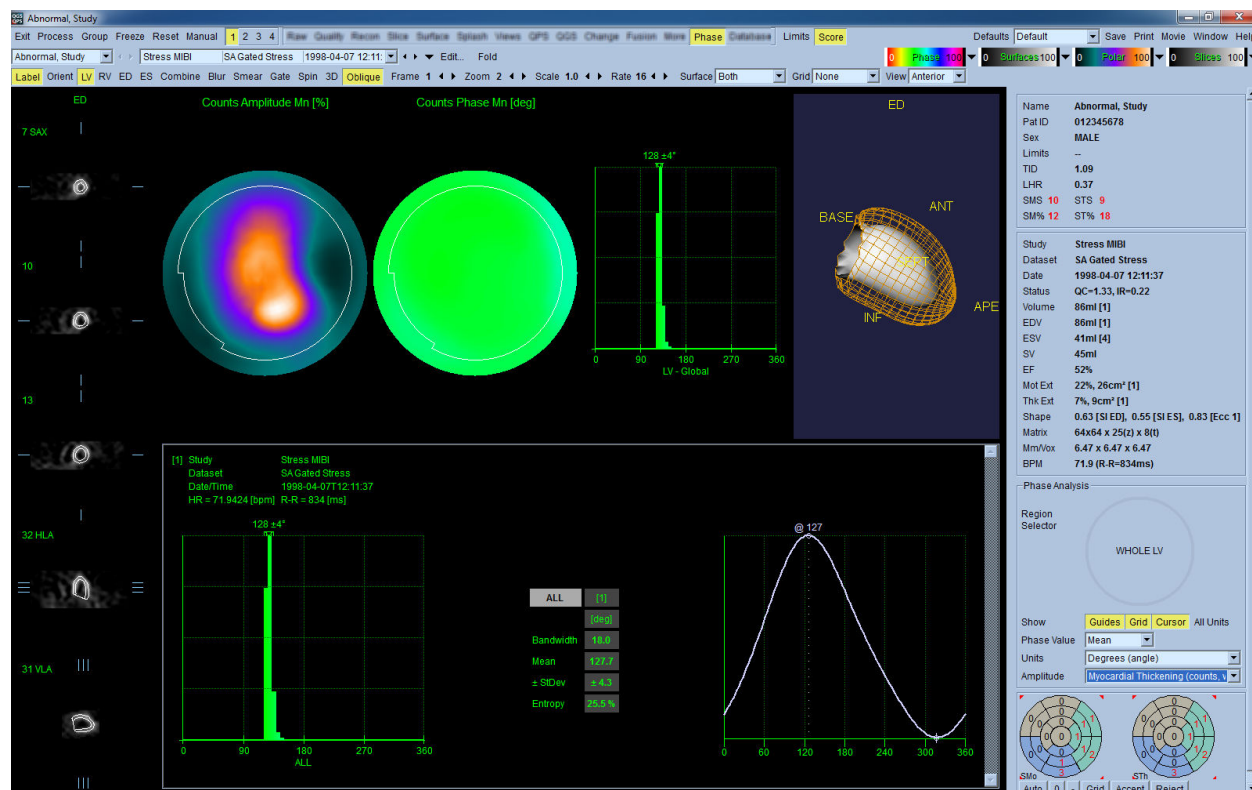 QGS QPS Abnormal, Study
Exit Process Group Freeze Reset Manual 1 2 3 4 Raw Quality Recon Slice Surface Splash Views QPS QGS Change Fusion More Phase Database Limits Score Defaults Default Save Print Movie Window Help
Abnormal, Study Stress MIBI SA Gated Stress 1998-04-07 12:11: Edit... Fold 0 Phase 100 0 Surfaces 100 0 Polar 100 0 Slices 100
Label Orient LV RV ED ES Combine Blur Smear Gate Spin 3D Oblique Frame 1 Zoom 2 Scale 1.0 Rate 16 Surface Both Grid None View Anterior
ED Counts Amplitude Mn [%] Counts Phase Mn [deg] ED
7 SAX
10
13
32 HLA
31 VLA
128 ±4°
0 90 180 270 360
LV - Global
BASE ANT
INF APE
[1] Study Stress MIBI
Dataset SA Gated Stress
Date/Time 1998-04-07T12:11:37
HR = 71.9424 [bpm] R-R = 834 [ms]
128 ±4°
0 90 180 270 360
ALL
ALL [1]
[deg]
Bandwidth 18.0
Mean 127.7
± StDev ± 4.3
Entropy 25.5 %
@ 127
0 60 120 180 240 300 360
Name Abnormal, Study
Pat ID 012345678
Sex MALE
Limits --
TID 1.09
LHR 0.37
SMS 10 STS 9
SM% 12 ST% 18
Study Stress MIBI
Dataset SA Gated Stress
Date 1998-04-07 12:11:37
Status QC=1.33, IR=0.22
Volume 86ml [1]
EDV 86ml [1]
ESV 41ml [4]
SV 45ml
EF 52%
Mot Ext 22%, 26cm² [1]
Thk Ext 7%, 9cm² [1]
Shape 0.63 [SI ED], 0.55 [SI ES], 0.83 [Ecc 1]
Matrix 64x64 x 25(z) x 8(t)
Mm/Vox 6.47 x 6.47 x 6.47
BPM 71.9 (R-R=834ms)
Phase Analysis
Region
Selector
WHOLE LV
Show Guides Grid Cursor All Units
Phase Value Mean
Units Degrees (angle)
Amplitude Myocardial Thickening (counts,
SMo STh
Auto 0 - Grid Accept Reject